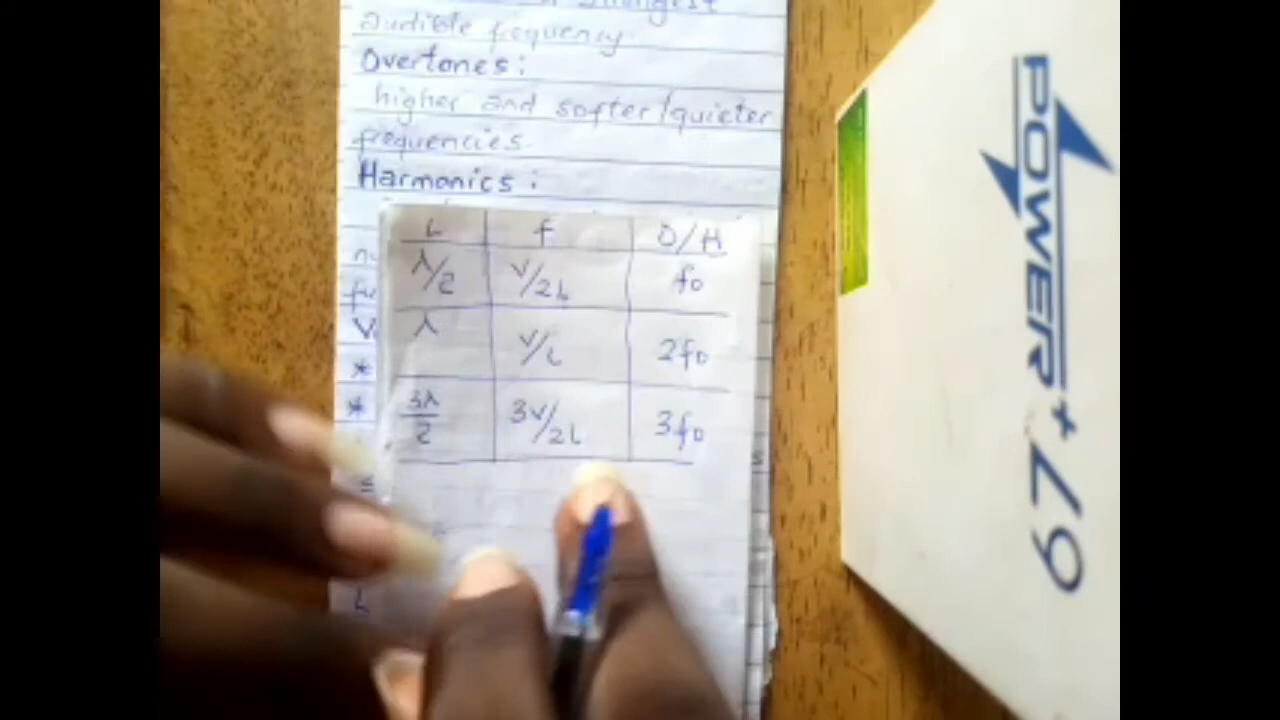 audible frequency.
Overtones:
higher and softer/quieter
frequencies.
Harmonics:
L f O/H
λ/2 V/2L f0
λ V/L 2f0
3λ/2 3V/2L 3f0
POWER+ L9